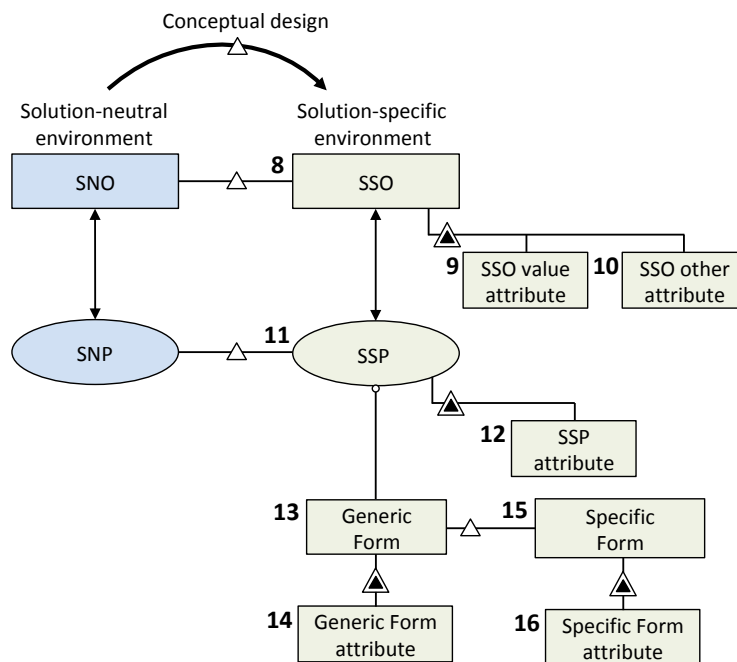 Conceptual design
Solution-neutral
environment
Solution-specific
environment
SNO
8
SSO
9
SSO value
attribute
10
SSO other
attribute
SNP
11
SSP
12
SSP
attribute
13
Generic
Form
15
Specific
Form
14
Generic Form
attribute
16
Specific Form
attribute